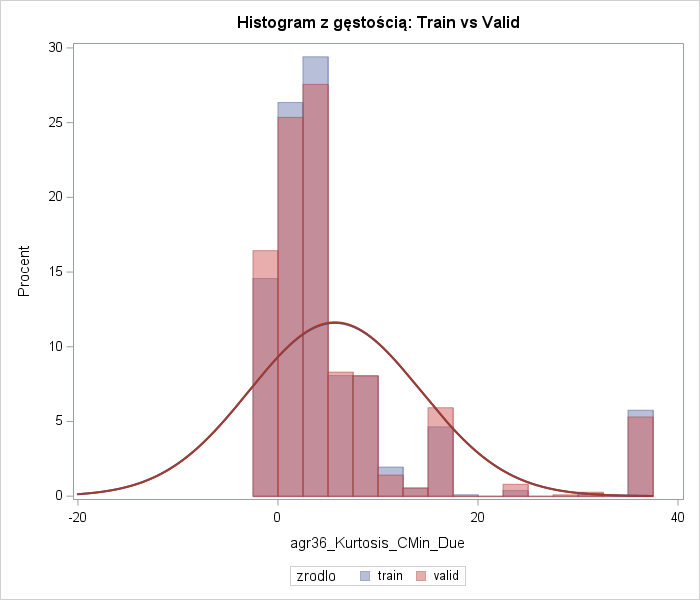 Histogram z gęstością: Train vs Valid
30
25
20
15
10
5
0
Procent
-20 0 20 40
agr36_Kurtosis_CMin_Due
zrodlo train valid